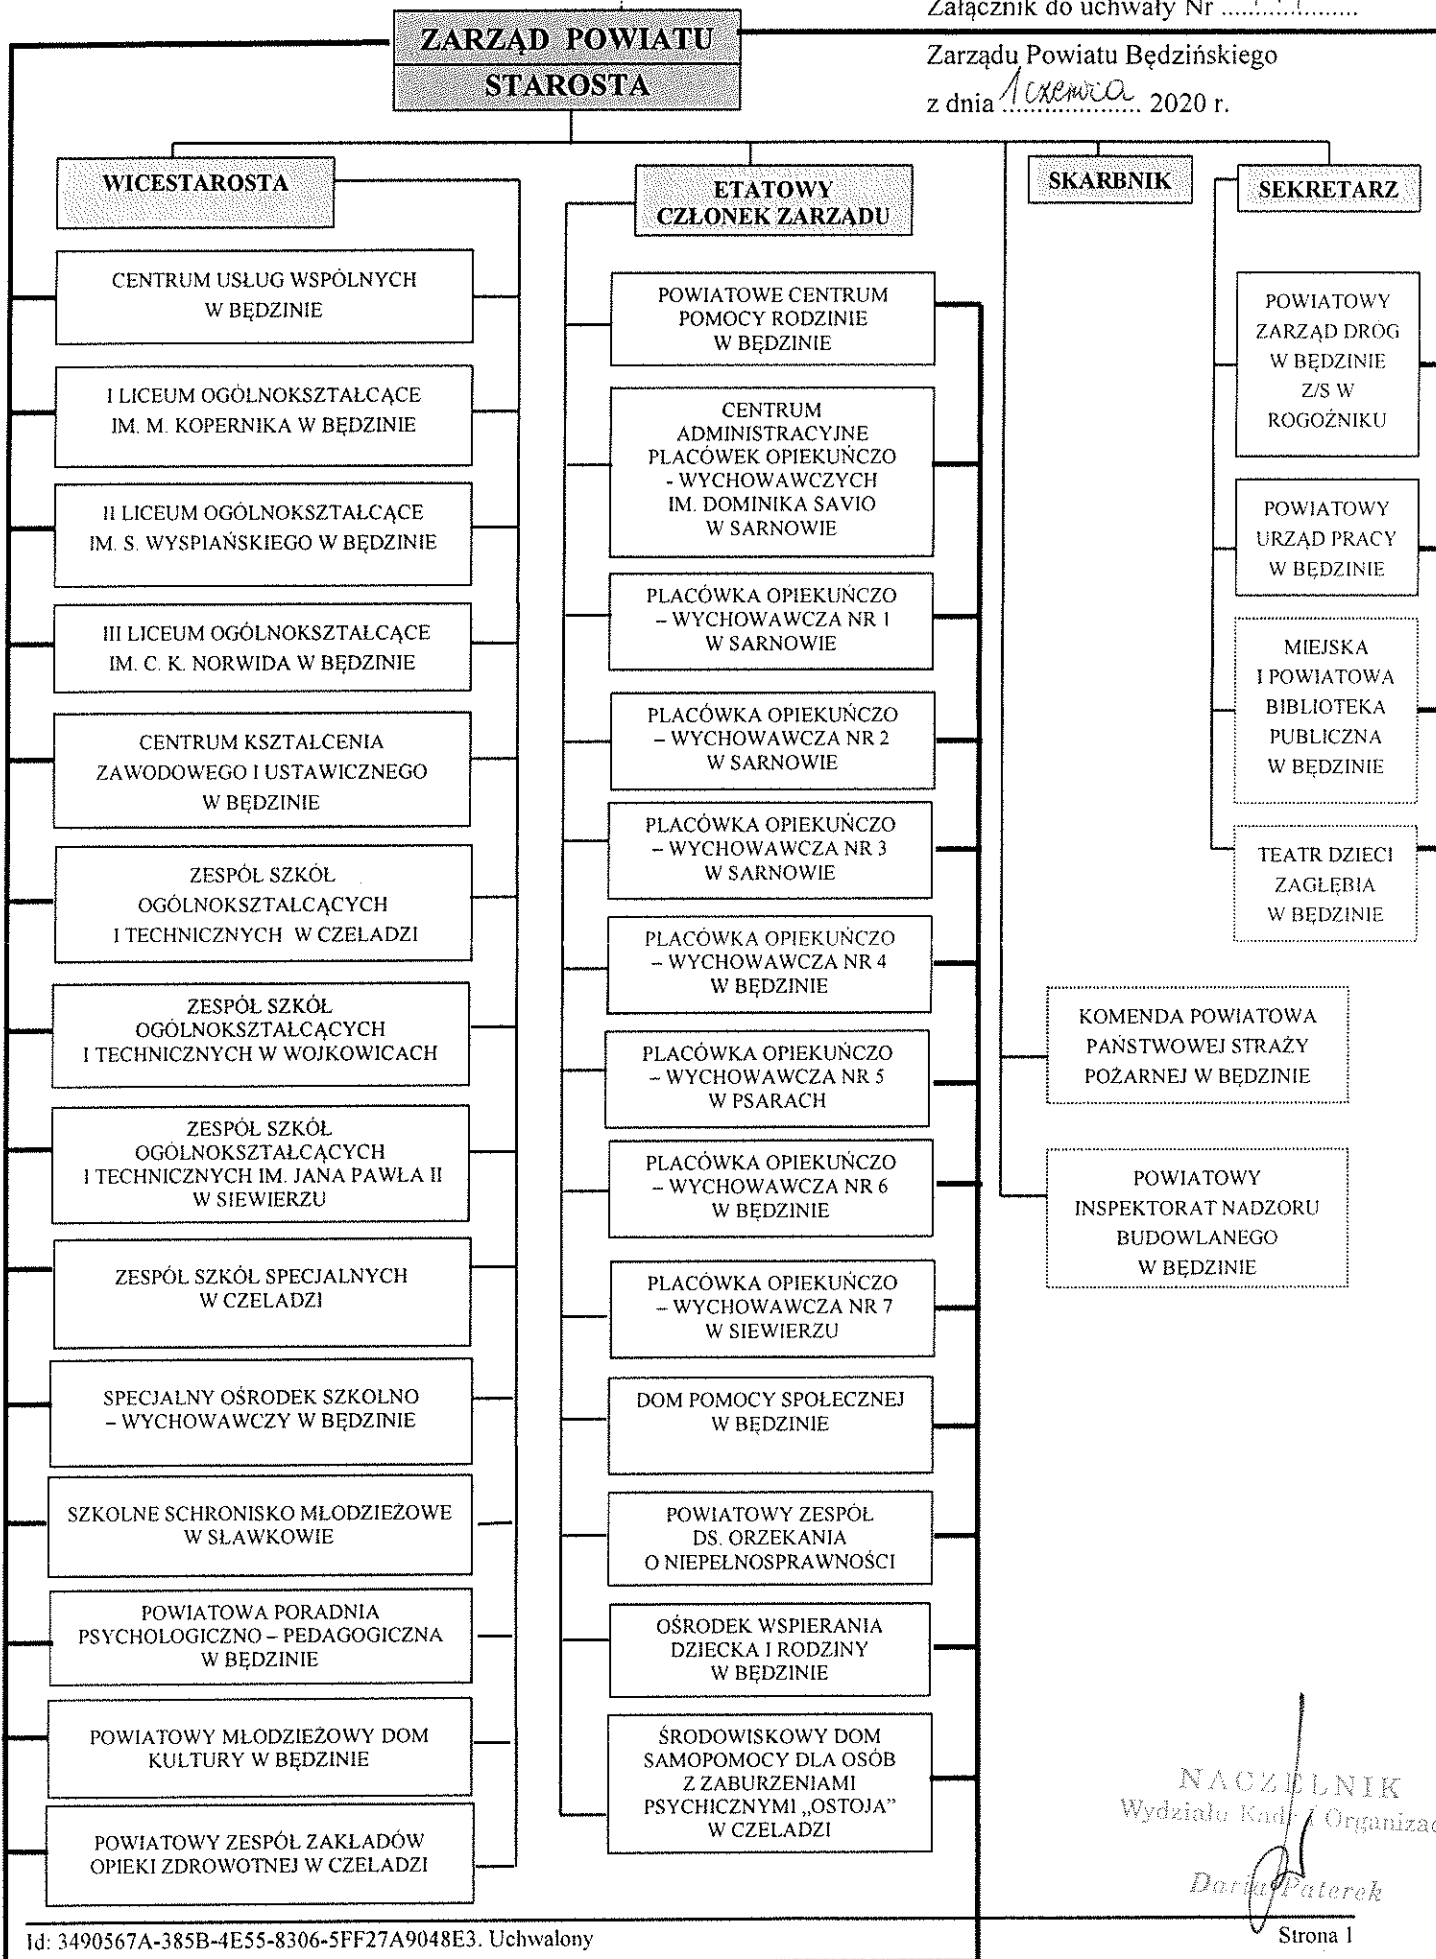 Załącznik do uchwały Nr
ZARZĄD POWIATU
STAROSTA
Zarządu Powiatu Będzińskiego
z dnia 1 czerwca 2020 r.
WICESTAROSTA
CENTRUM USŁUG WSPÓLNYCH
W BĘDZINIE
I LICEUM OGÓLNOKSZTAŁCĄCE
IM. M. KOPERNIKA W BĘDZINIE
II LICEUM OGÓLNOKSZTAŁCĄCE
IM. S. WYSPIAŃSKIEGO W BĘDZINIE
III LICEUM OGÓLNOKSZTAŁCĄCE
IM. C. K. NORWIDA W BĘDZINIE
CENTRUM KSZTAŁCENIA
ZAWODOWEGO I USTAWICZNEGO
W BĘDZINIE
ZESPÓŁ SZKÓŁ
OGÓLNOKSZTAŁCĄCYCH
I TECHNICZNYCH W CZELADZI
ZESPÓŁ SZKÓŁ
OGÓLNOKSZTAŁCĄCYCH
I TECHNICZNYCH W WOJKOWICACH
ZESPÓŁ SZKÓŁ
OGÓLNOKSZTAŁCĄCYCH
I TECHNICZNYCH IM. JANA PAWŁA II
W SIEWIERZU
ZESPÓŁ SZKÓŁ SPECJALNYCH
W CZELADZI
SPECJALNY OŚRODEK SZKOLNO
– WYCHOWAWCZY W BĘDZINIE
SZKOLNE SCHRONISKO MŁODZIEŻOWE
W SŁAWKOWIE
POWIATOWA PORADNIA
PSYCHOLOGICZNO – PEDAGOGICZNA
W BĘDZINIE
POWIATOWY MŁODZIEŻOWY DOM
KULTURY W BĘDZINIE
POWIATOWY ZESPÓŁ ZAKŁADÓW
OPIEKI ZDROWOTNEJ W CZELADZI
ETATOWY
CZŁONEK ZARZĄDU
POWIATOWE CENTRUM
POMOCY RODZINIE
W BĘDZINIE
CENTRUM
ADMINISTRACYJNE
PLACÓWEK OPIEKUŃCZO
- WYCHOWAWCZYCH
IM. DOMINIKA SAVIO
W SARNOWIE
PLACÓWKA OPIEKUŃCZO
– WYCHOWAWCZA NR 1
W SARNOWIE
PLACÓWKA OPIEKUŃCZO
– WYCHOWAWCZA NR 2
W SARNOWIE
PLACÓWKA OPIEKUŃCZO
– WYCHOWAWCZA NR 3
W SARNOWIE
PLACÓWKA OPIEKUŃCZO
– WYCHOWAWCZA NR 4
W BĘDZINIE
PLACÓWKA OPIEKUŃCZO
– WYCHOWAWCZA NR 5
W PSARACH
PLACÓWKA OPIEKUŃCZO
– WYCHOWAWCZA NR 6
W BĘDZINIE
PLACÓWKA OPIEKUŃCZO
– WYCHOWAWCZA NR 7
W SIEWIERZU
DOM POMOCY SPOŁECZNEJ
W BĘDZINIE
POWIATOWY ZESPÓŁ
DS. ORZEKANIA
O NIEPEŁNOSPRAWNOŚCI
OŚRODEK WSPIERANIA
DZIECKA I RODZINY
W BĘDZINIE
ŚRODOWISKOWY DOM
SAMOPOMOCY DLA OSÓB
Z ZABURZENIAMI
PSYCHICZNYMI „OSTOJA”
W CZELADZI
SKARBNIK
SEKRETARZ
POWIATOWY
ZARZĄD DRÓG
W BĘDZINIE
Z/S W
ROGOŹNIKU
POWIATOWY
URZĄD PRACY
W BĘDZINIE
MIEJSKA
I POWIATOWA
BIBLIOTEKA
PUBLICZNA
W BĘDZINIE
TEATR DZIECI
ZAGŁĘBIA
W BĘDZINIE
KOMENDA POWIATOWA
PAŃSTWOWEJ STRAŻY
POŻARNEJ W BĘDZINIE
POWIATOWY
INSPEKTORAT NADZORU
BUDOWLANEGO
W BĘDZINIE
NACZELNIK
Wydziału Kadr i Organizac
Daria Paterek
Id: 3490567A-385B-4E55-8306-5FF27A9048E3. Uchwalony
Strona 1